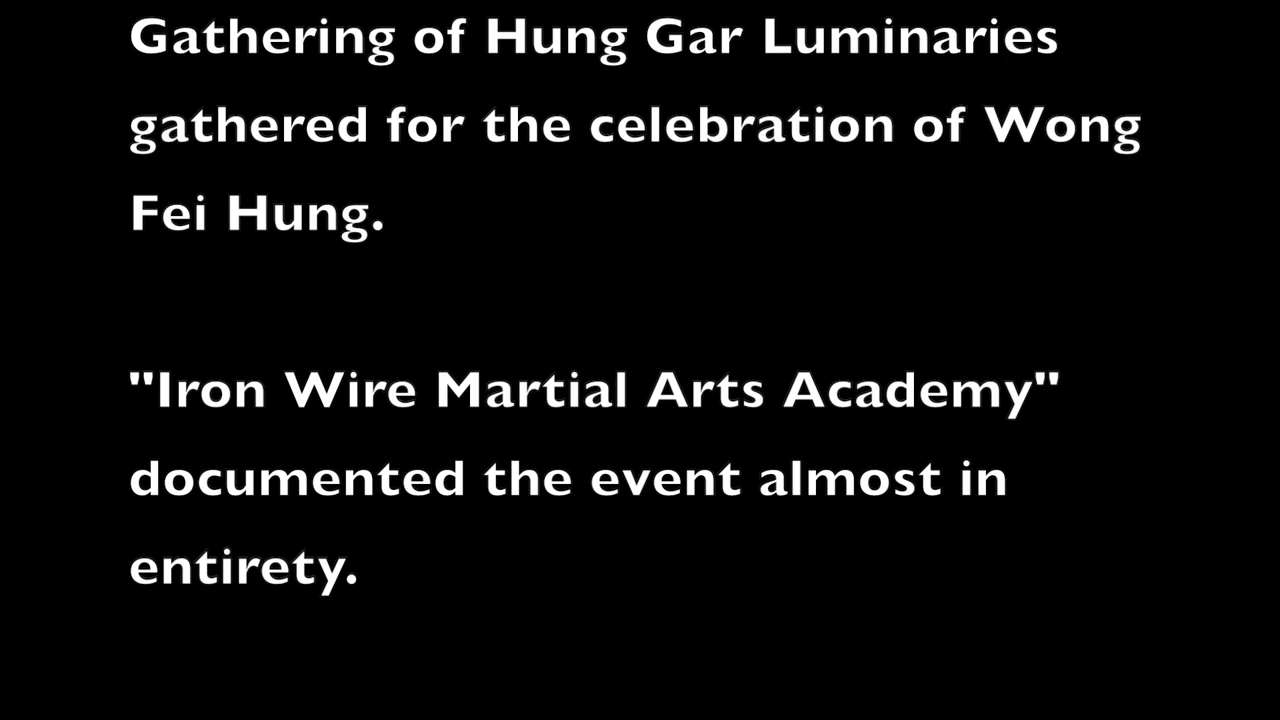 Gathering of Hung Gar Luminaries
gathered for the celebration of Wong
Fei Hung.
"Iron Wire Martial Arts Academy"
documented the event almost in
entirety.